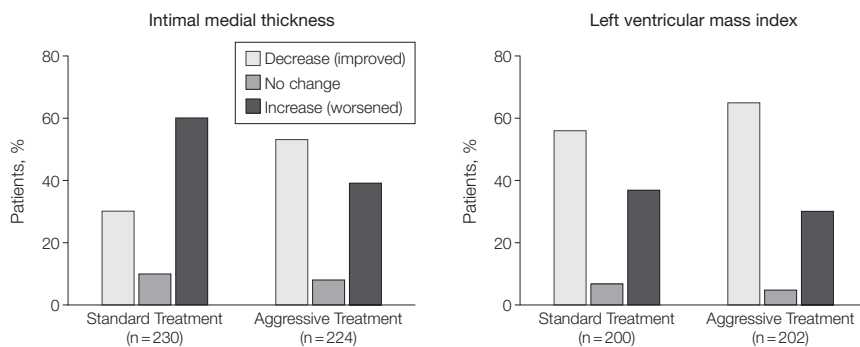 Intimal medial thickness
Patients, %
80
60
40
20
0
Decrease (improved)
No change
Increase (worsened)
Standard Treatment
(n=230)
Aggressive Treatment
(n=224)
Left ventricular mass index
Patients, %
80
60
40
20
0
Standard Treatment
(n=200)
Aggressive Treatment
(n=202)